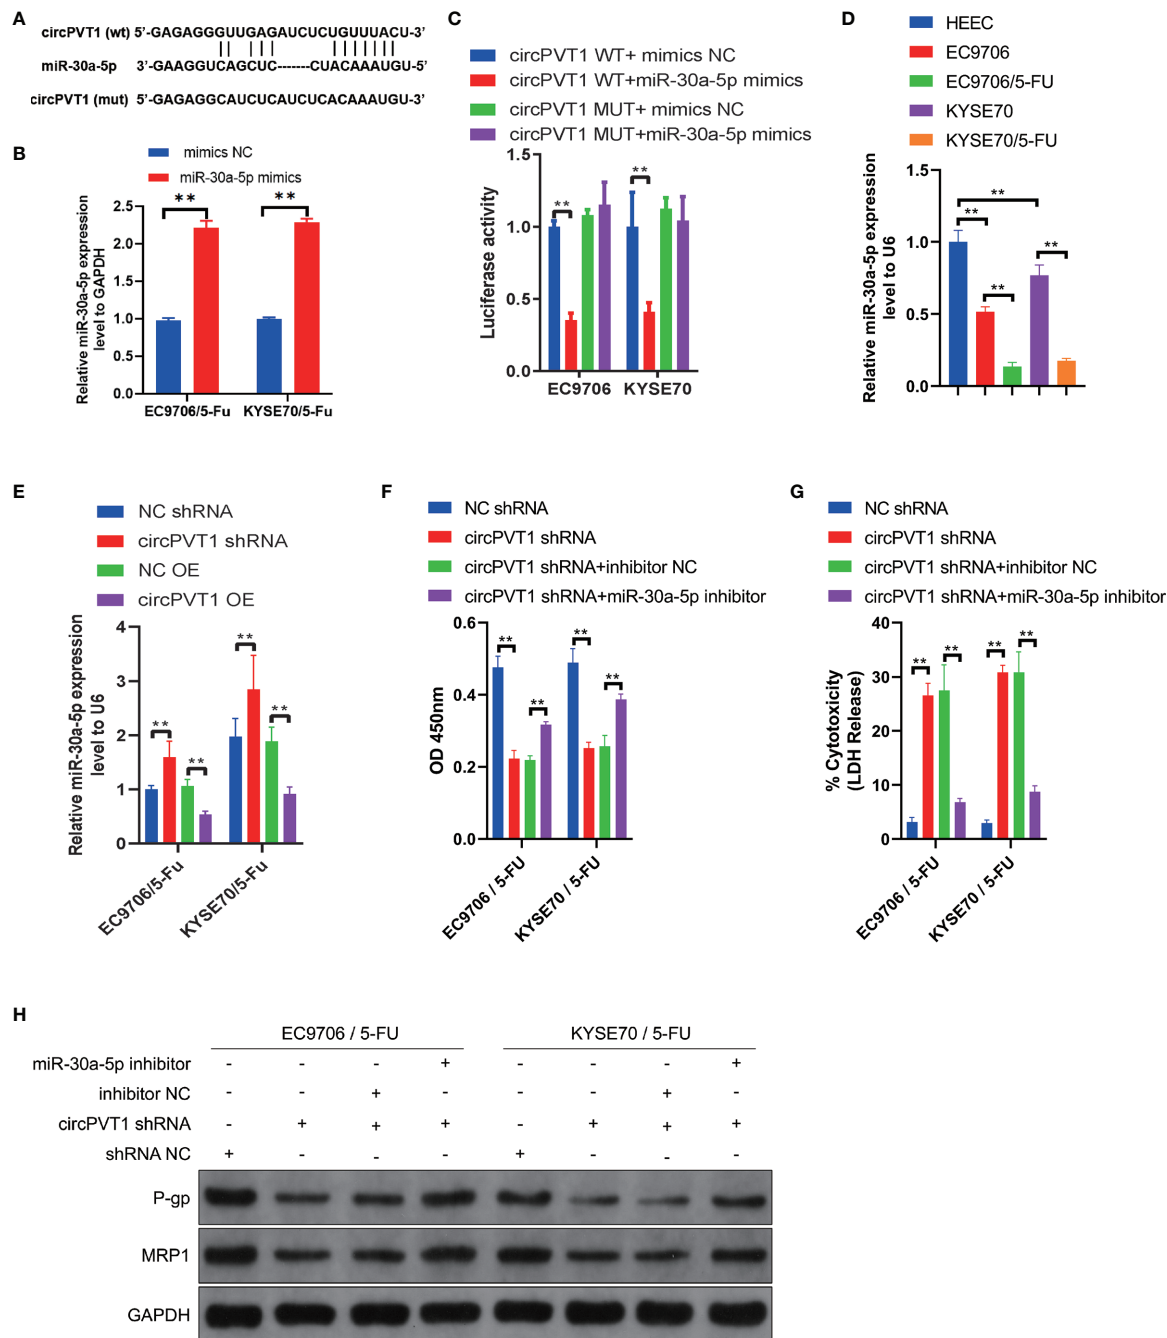 A
circPVT1 (wt) 5'-GAGAGGGUUGAGAUCUCUGUUUACU-3'
miR-30a-5p 3'-GAAGGUCAGCUC-------CUACAAAUGU-5'
circPVT1 (mut) 5'-GAGAGGCAUCUCAUCUCACAAAUGU-3'
B
mimics NC
miR-30a-5p mimics
** **
Relative miR-30a-5p expression
level to GAPDH
2.5
2.0
1.5
1.0
0.5
0.0
EC9706/5-Fu KYSE70/5-Fu
C
circPVT1 WT+ mimics NC
circPVT1 WT+miR-30a-5p mimics
circPVT1 MUT+ mimics NC
circPVT1 MUT+miR-30a-5p mimics
Luciferase activity
1.5
1.0
0.5
0.0
** **
EC9706 KYSE70
D
HEEC
EC9706
EC9706/5-FU
KYSE70
KYSE70/5-FU
Relative miR-30a-5p expression
level to U6
1.5
1.0
0.5
0.0
**
** **
**
E
NC shRNA
circPVT1 shRNA
NC OE
circPVT1 OE
Relative miR-30a-5p expression
level to U6
4
3
2
1
0
** ** ** **
EC9706/5-Fu KYSE70/5-Fu
F
NC shRNA
circPVT1 shRNA
circPVT1 shRNA+inhibitor NC
circPVT1 shRNA+miR-30a-5p inhibitor
OD 450nm
0.6
0.4
0.2
0.0
** ** ** **
EC9706 / 5-FU KYSE70 / 5-FU
G
NC shRNA
circPVT1 shRNA
circPVT1 shRNA+inhibitor NC
circPVT1 shRNA+miR-30a-5p inhibitor
% Cytotoxicity
(LDH Release)
40
30
20
10
0
** ** ** **
EC9706 / 5-FU KYSE70 / 5-FU
H
EC9706 / 5-FU KYSE70 / 5-FU
miR-30a-5p inhibitor - - - + - - - +
inhibitor NC - - + - - - + -
circPVT1 shRNA - + + + - + + +
shRNA NC + - - - + - - -
P-gp
MRP1
GAPDH